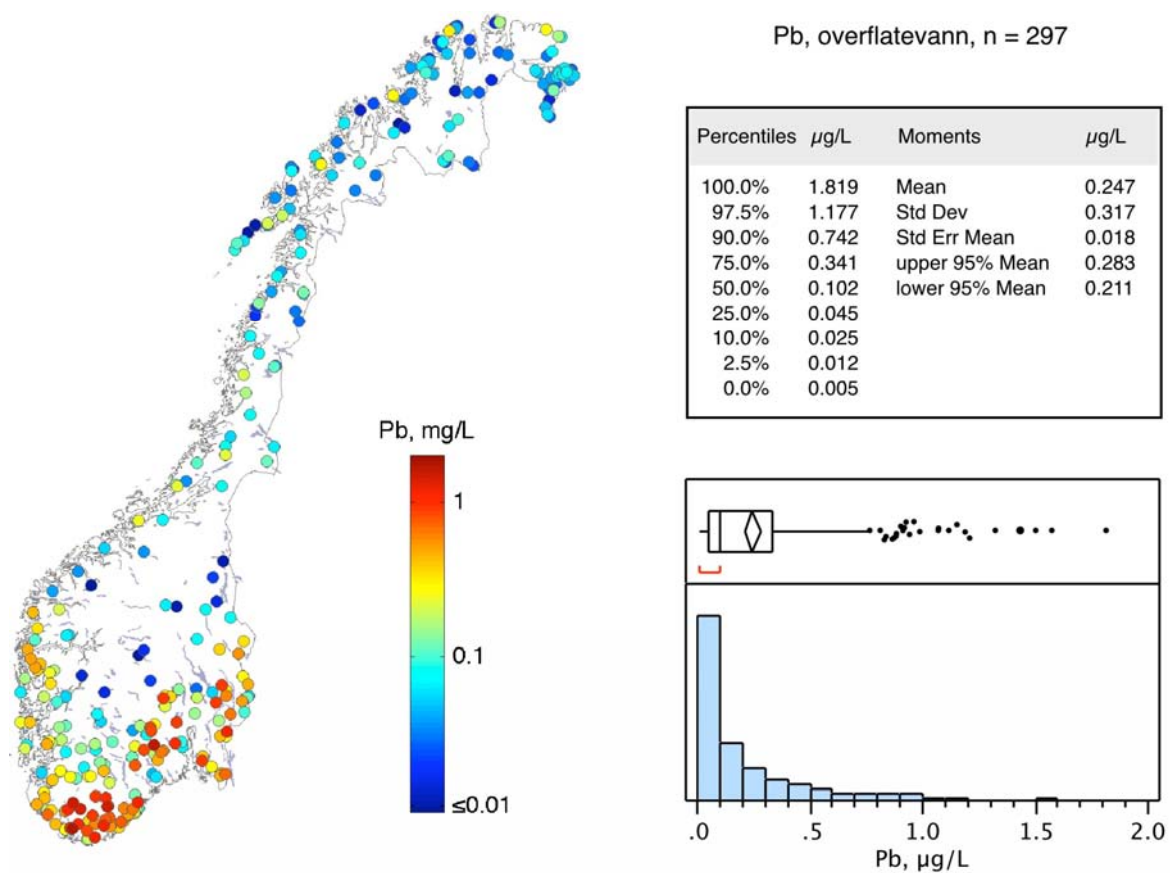 Pb, overflatevann, n = 297
Percentiles µg/L Moments µg/L
100.0% 1.819 Mean 0.247
97.5% 1.177 Std Dev 0.317
90.0% 0.742 Std Err Mean 0.018
75.0% 0.341 upper 95% Mean 0.283
50.0% 0.102 lower 95% Mean 0.211
25.0% 0.045
10.0% 0.025
2.5% 0.012
0.0% 0.005
Pb, mg/L
1
0.1
≤0.01
.0 .5 1.0 1.5 2.0
Pb, µg/L